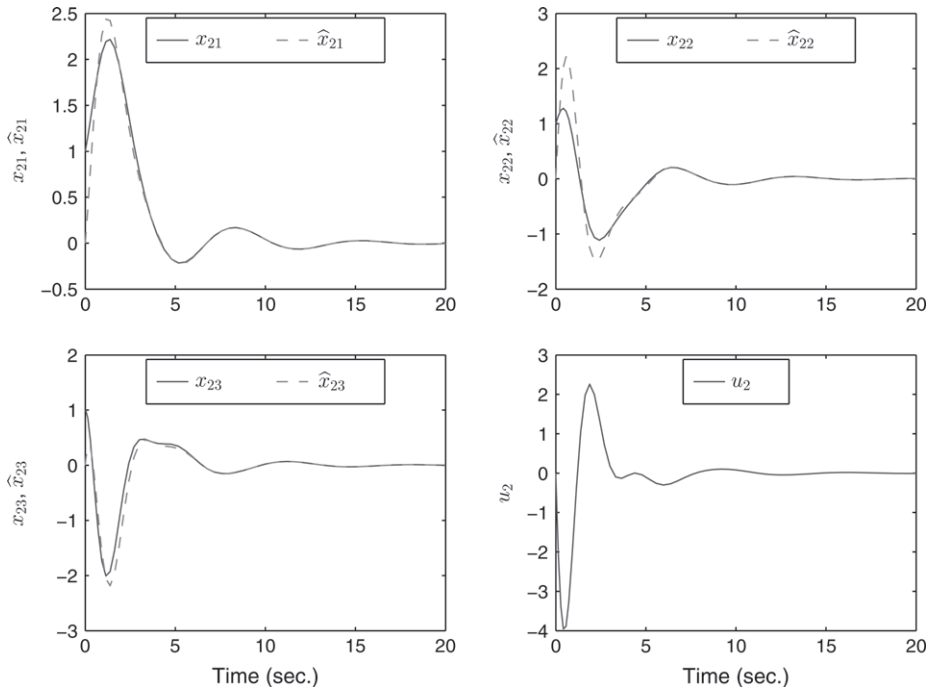 x₂₁ x̂₂₁
x₂₁, x̂₂₁
2.5
2
1.5
1
0.5
0
−0.5
0 5 10 15 20
x₂₂ x̂₂₂
x₂₂, x̂₂₂
3
2
1
0
−1
−2
0 5 10 15 20
x₂₃ x̂₂₃
x₂₃, x̂₂₃
2
1
0
−1
−2
−3
0 5 10 15 20
Time (sec.)
u₂
u₂
3
2
1
0
−1
−2
−3
−4
0 5 10 15 20
Time (sec.)